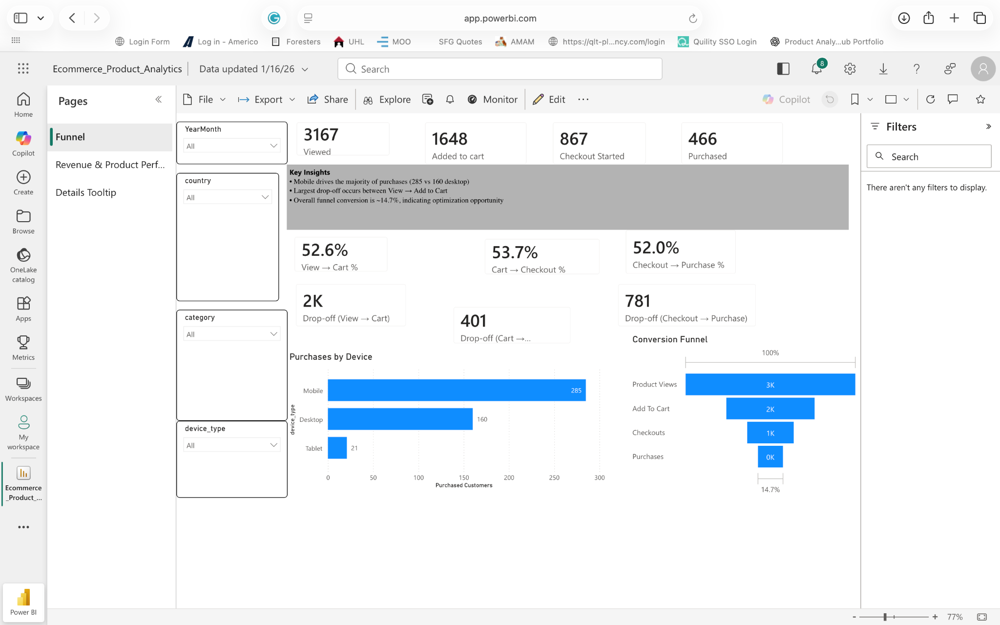 app.powerbi.com
Login Form
Log in - Americo
Foresters
UHL
MOO
SFG Quotes
AMAM
https://qlt-pl...ncy.com/login
Quility SSO Login
Product Analy...ub Portfolio
Ecommerce_Product_Analytics
Data updated 1/16/26
Search
8
Home
Copilot
Create
Browse
OneLake
catalog
Apps
Metrics
Workspaces
My
workspace
Ecommerce
_Product_...
Power BI
Pages
Funnel
Revenue & Product Perf...
Details Tooltip
File
Export
Share
Explore
Monitor
Edit
Copilot
YearMonth
All
country
All
category
All
device_type
All
3167
Viewed
1648
Added to cart
867
Checkout Started
466
Purchased
Key Insights
• Mobile drives the majority of purchases (285 vs 160 desktop)
• Largest drop-off occurs between View → Add to Cart
• Overall funnel conversion is ~14.7%, indicating optimization opportunity
52.6%
View → Cart %
53.7%
Cart → Checkout %
52.0%
Checkout → Purchase %
2K
Drop-off (View → Cart)
401
Drop-off (Cart →...
781
Drop-off (Checkout → Purchase)
Purchases by Device
device_type
Mobile
285
Desktop
160
Tablet
21
0 50 100 150 200 250 300
Purchased Customers
Conversion Funnel
100%
Product Views
3K
Add To Cart
2K
Checkouts
1K
Purchases
0K
14.7%
Filters
Search
There aren't any filters to display.
- + 77%